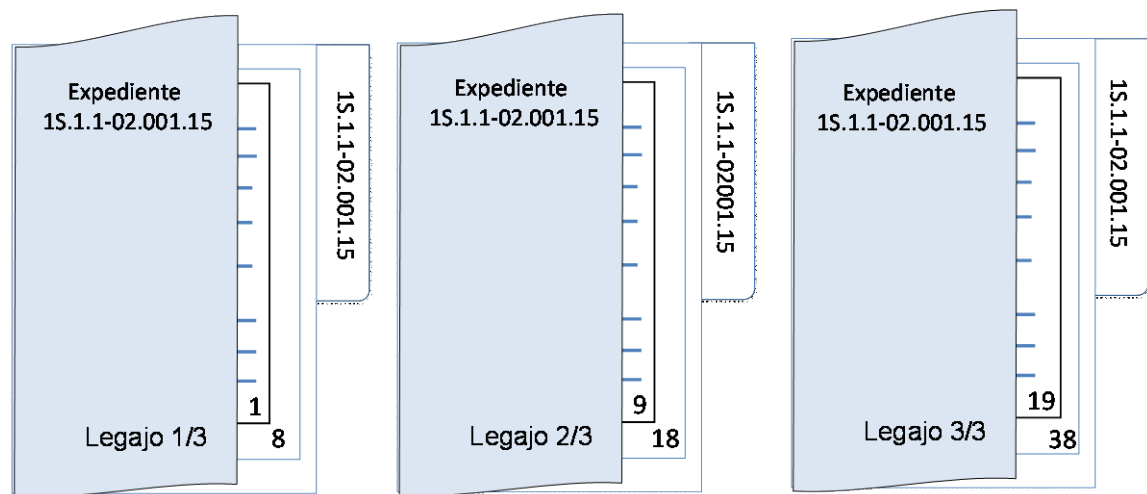 Expediente
1S.1.1-02.001.15
1S.1.1-02.001.15
1
Legajo 1/3
8
Expediente
1S.1.1-02.001.15
1S.1.1-02001.15
9
Legajo 2/3
18
Expediente
1S.1.1-02.001.15
1S.1.1-02.001.15
19
Legajo 3/3
38